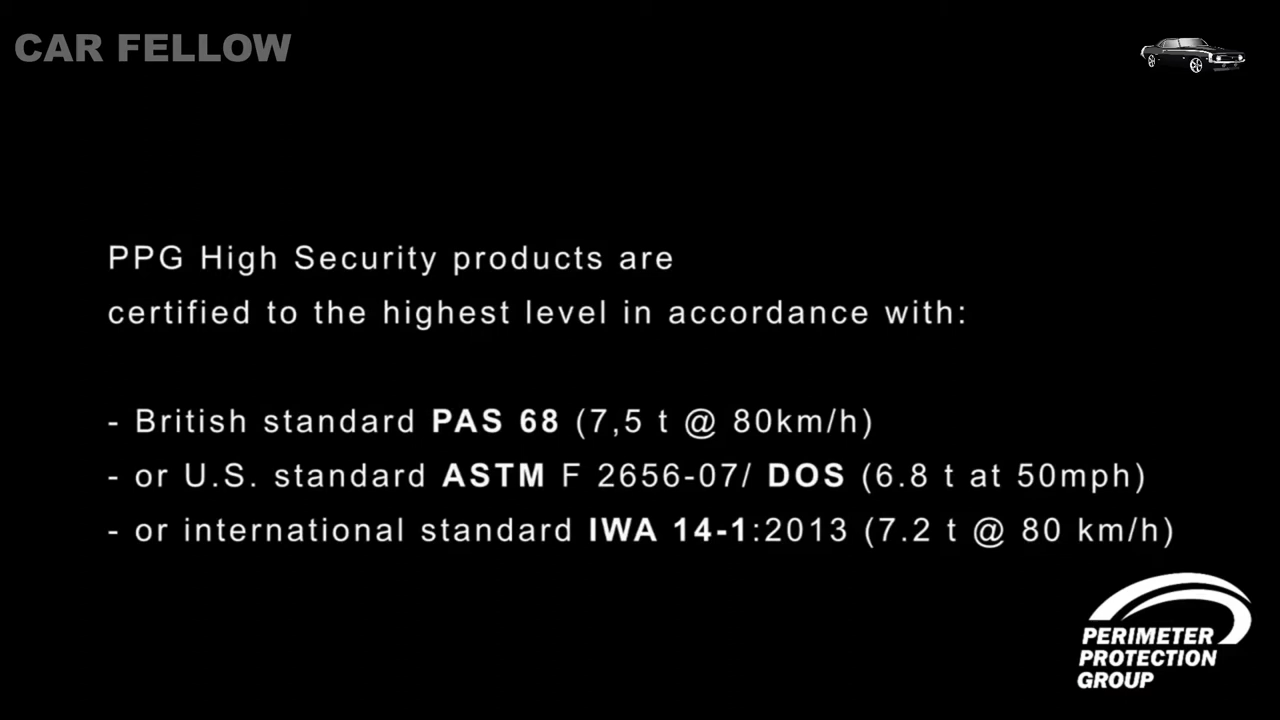 CAR FELLOW
PPG High Security products are
certified to the highest level in accordance with:
- British standard PAS 68 (7,5 t @ 80km/h)
- or U.S. standard ASTM F 2656-07/ DOS (6.8 t at 50mph)
- or international standard IWA 14-1:2013 (7.2 t @ 80 km/h)
PERIMETER
PROTECTION
GROUP